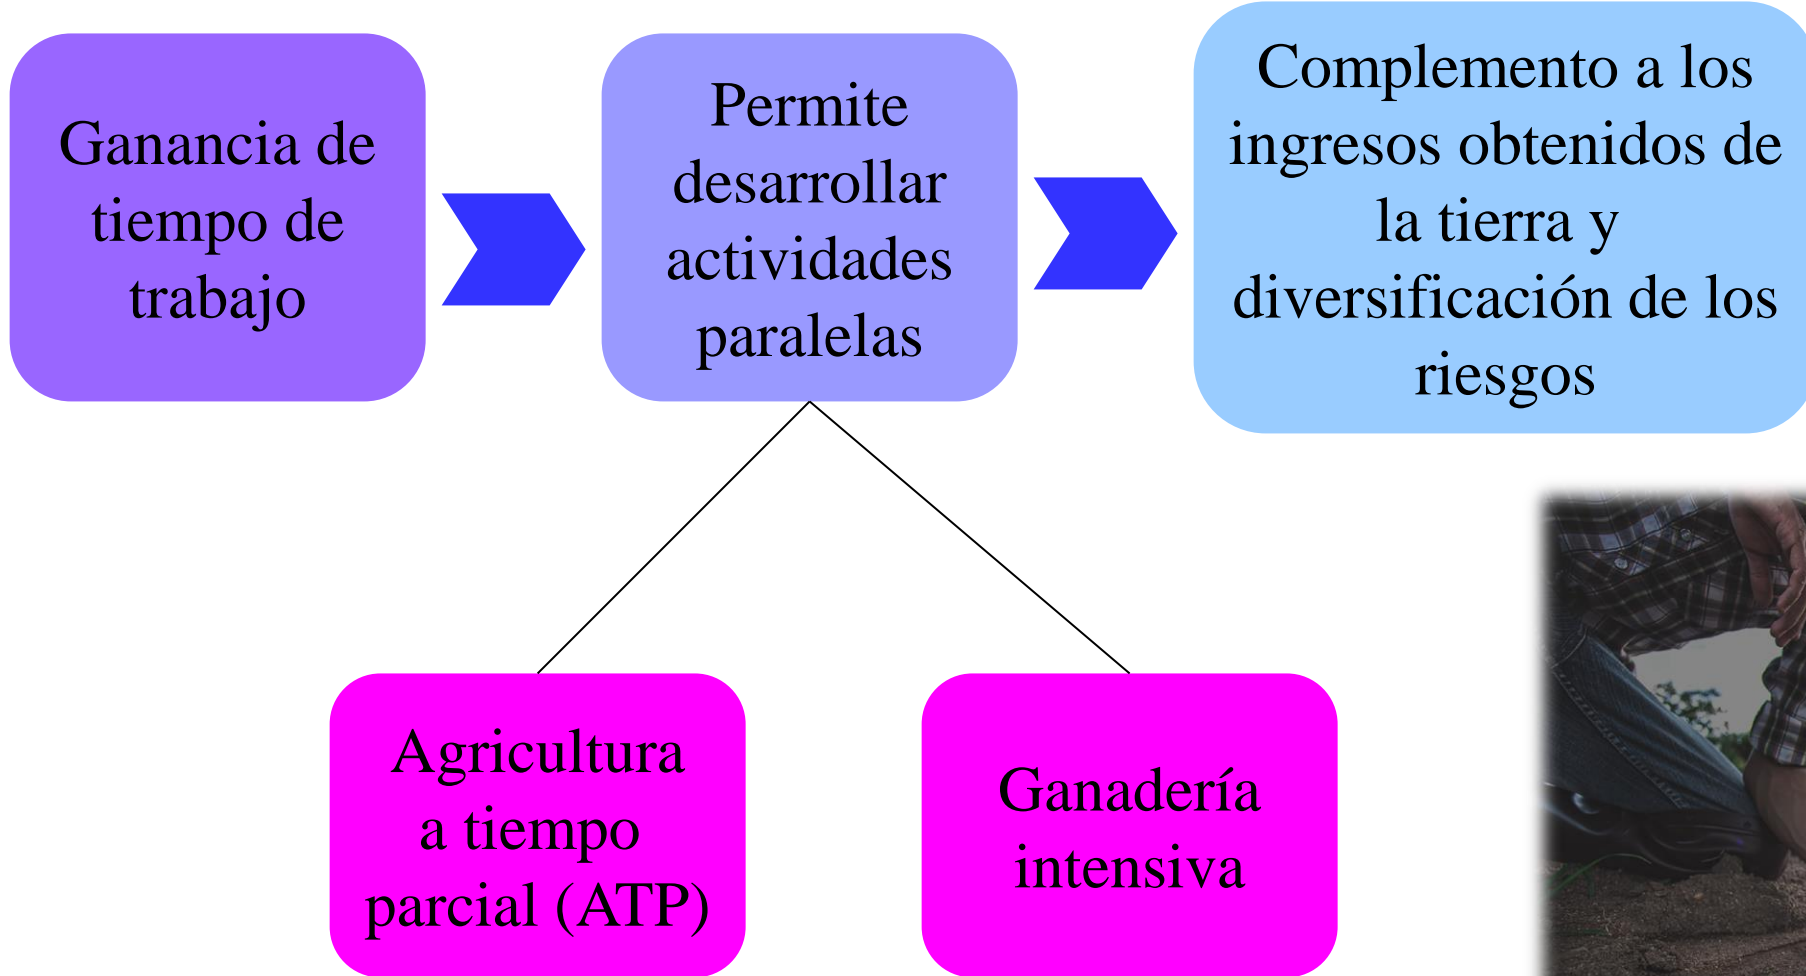 Ganancia de
tiempo de
trabajo
Permite
desarrollar
actividades
paralelas
Complemento a los
ingresos obtenidos de
la tierra y
diversificación de los
riesgos
Agricultura
a tiempo
parcial (ATP)
Ganadería
intensiva